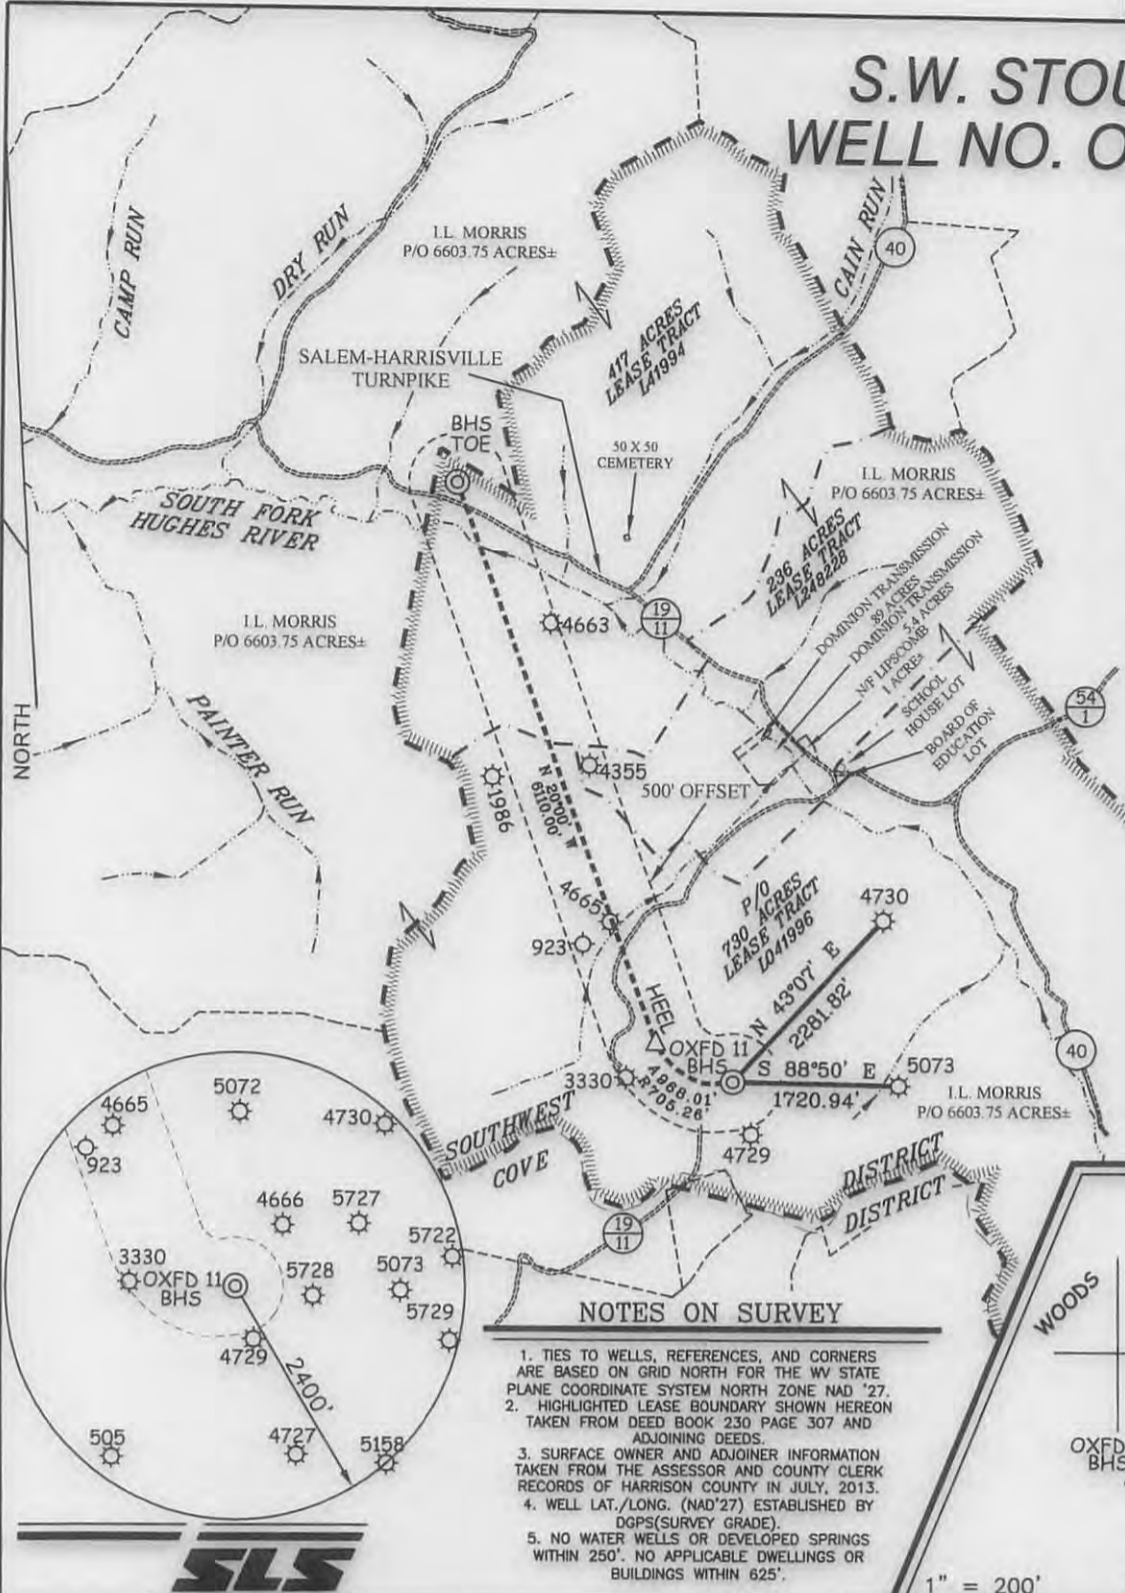 S.W. STOU
WELL NO. O
CAMP RUN
DRY RUN
I.L. MORRIS
P/O 6603.75 ACRES±
CAIN RUN
40
417 ACRES
LEASE TRACT
L41994
SALEM-HARRISVILLE
TURNPIKE
BHS
TOE
50 X 50
CEMETERY
I.L. MORRIS
P/O 6603.75 ACRES±
SOUTH FORK
HUGHES RIVER
236 ACRES
LEASE TRACT
L248228
DOMINION TRANSMISSION
.89 ACRES
DOMINION TRANSMISSION
5.4 ACRES
N/F LIPSCOMB
1 ACRE±
SCHOOL
HOUSE LOT
BOARD OF
EDUCATION
LOT
I.L. MORRIS
P/O 6603.75 ACRES±
4663
19
11
54
1
NORTH
PAINTER RUN
1986
4355
500' OFFSET
N 20°00' W
6110.00'
4665
923
P/O
730 ACRES
LEASE TRACT
L041996
4730
HEEL
N 43°07' E
2281.82'
OXFD 11
BHS
S 88°50' E
1720.94'
5073
3330
A968.01'
R705.26'
40
I.L. MORRIS
P/O 6603.75 ACRES±
4729
SOUTHWEST
COVE
DISTRICT
DISTRICT
19
11
4665
5072
4730
923
4666
5727
5722
3330
OXFD 11
BHS
5728
5073
5729
4729
2400'
505
4727
5158
NOTES ON SURVEY
1. TIES TO WELLS, REFERENCES, AND CORNERS
ARE BASED ON GRID NORTH FOR THE WV STATE
PLANE COORDINATE SYSTEM NORTH ZONE NAD '27.
2. HIGHLIGHTED LEASE BOUNDARY SHOWN HEREON
TAKEN FROM DEED BOOK 230 PAGE 307 AND
ADJOINING DEEDS.
3. SURFACE OWNER AND ADJOINER INFORMATION
TAKEN FROM THE ASSESSOR AND COUNTY CLERK
RECORDS OF HARRISON COUNTY IN JULY, 2013.
4. WELL LAT./LONG. (NAD'27) ESTABLISHED BY
DGPS(SURVEY GRADE).
5. NO WATER WELLS OR DEVELOPED SPRINGS
WITHIN 250'. NO APPLICABLE DWELLINGS OR
BUILDINGS WITHIN 625'.
SLS
WOODS
OXFD
BHS
1" = 200'